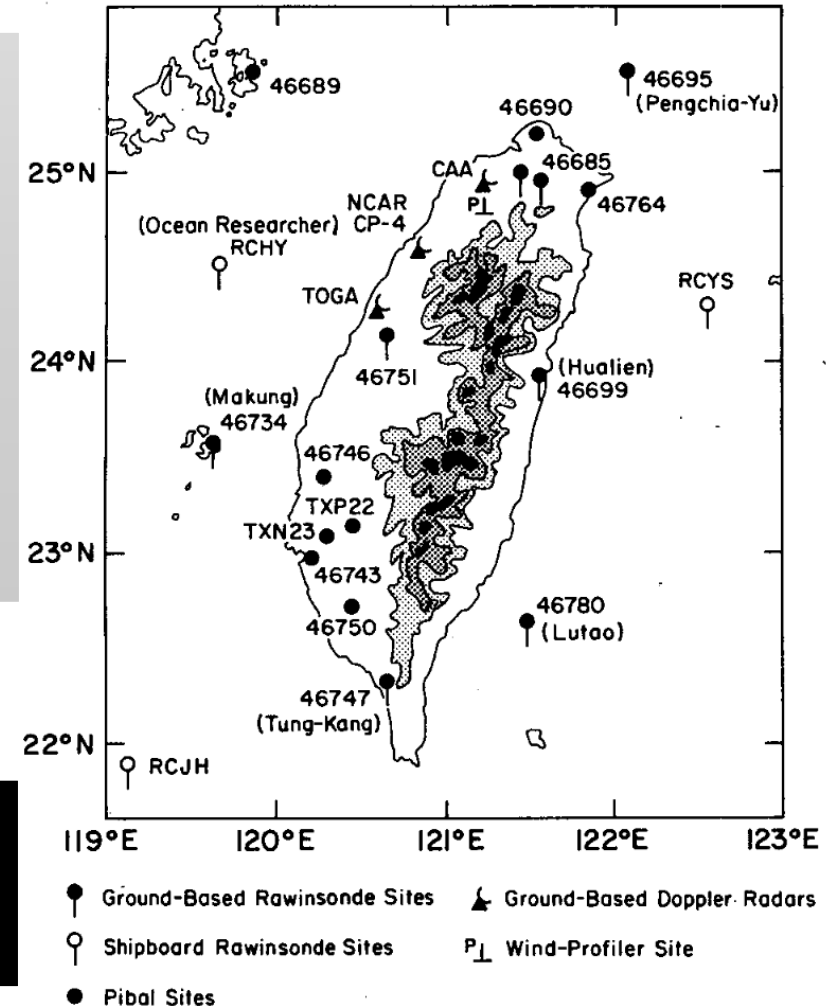 46689
46695
(Pengchia-Yu)
46690
25°N
CAA
46685
P
46764
NCAR
CP-4
(Ocean Researcher)
RCHY
RCYS
TOGA
24°N
46751
(Hualien)
46699
(Makung)
46734
46746
TXP22
TXN23
23°N
46743
46780
(Lutao)
46750
46747
(Tung-Kang)
22°N
RCJH
119°E 120°E 121°E 122°E 123°E
Ground-Based Rawinsonde Sites
Ground-Based Doppler Radars
Shipboard Rawinsonde Sites
P Wind-Profiler Site
Pibal Sites